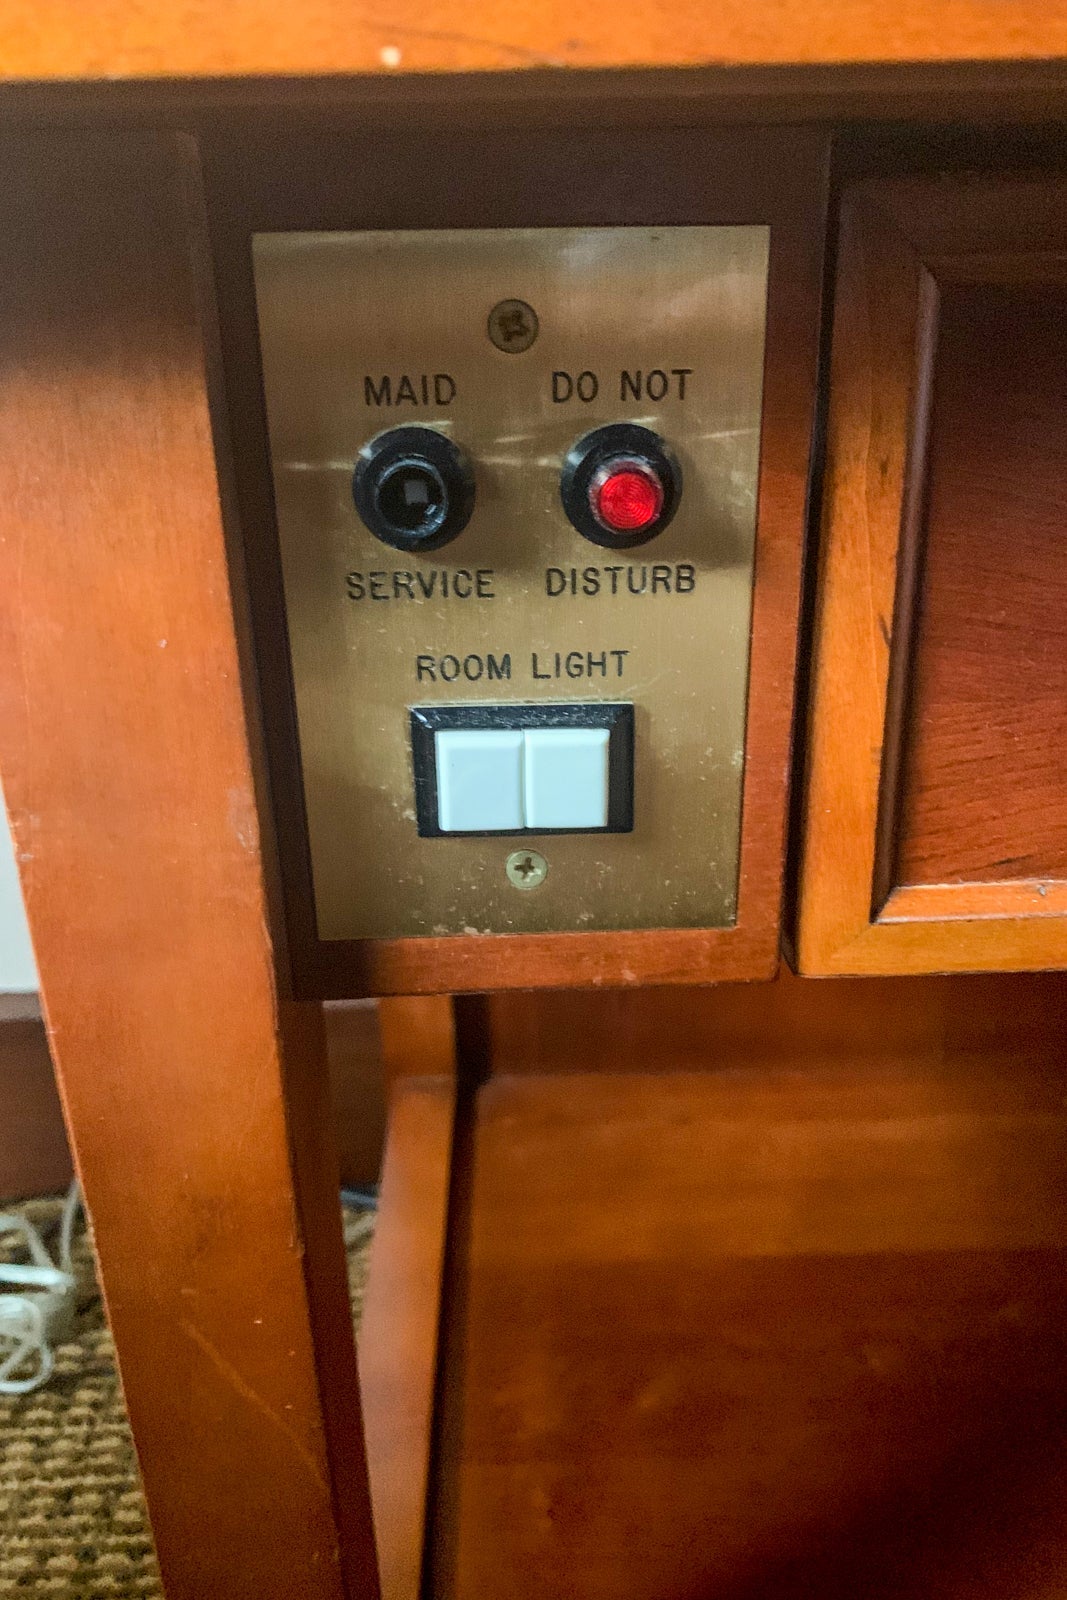 MAID
SERVICE
DO NOT
DISTURB
ROOM LIGHT